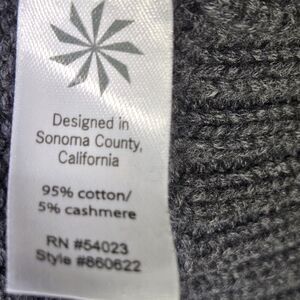 Designed in
Sonoma County,
California
95% cotton/
5% cashmere
RN #54023
Style #860622